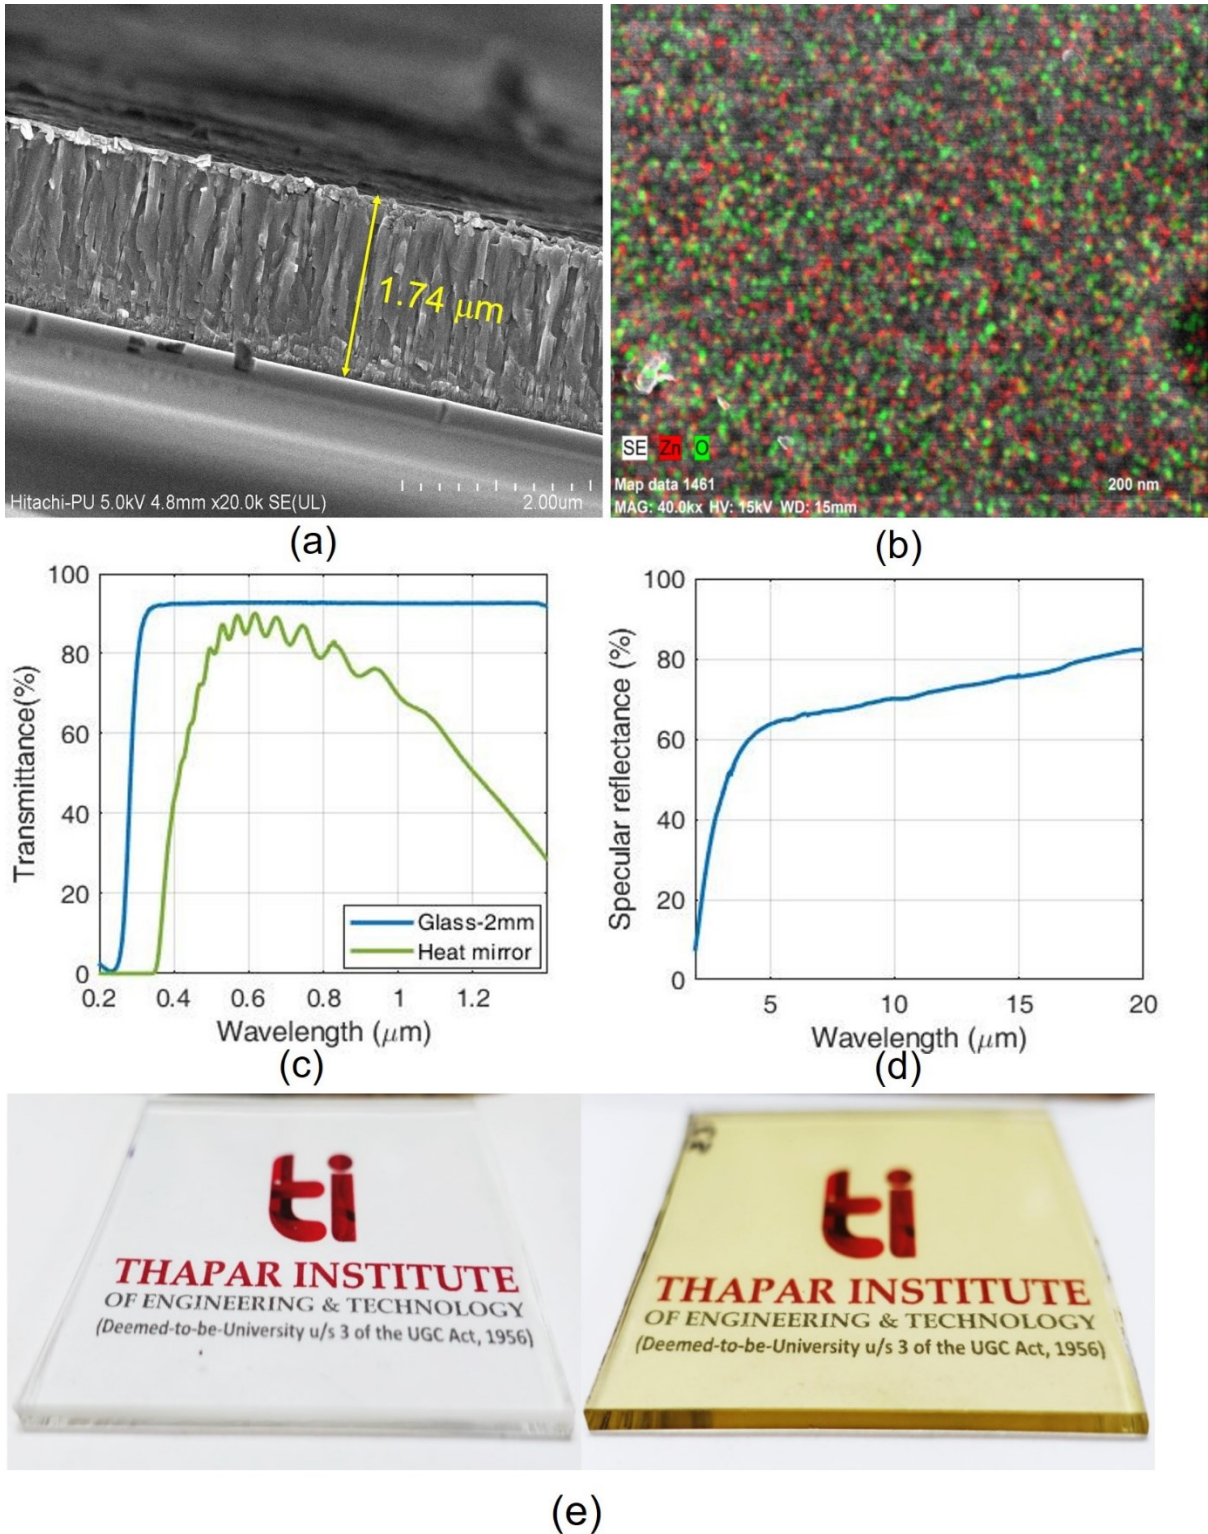 1.74 μm
Hitachi-PU 5.0kV 4.8mm x20.0k SE(UL) 2.00um
(a)
SE Zn O
Map data 1461
MAG: 40.0kx HV: 15kV WD: 15mm
200 nm
(b)
Transmittance(%)
100
80
60
40
20
0
0.2 0.4 0.6 0.8 1 1.2
Glass-2mm
Heat mirror
Wavelength (μm)
(c)
Specular reflectance (%)
100
80
60
40
20
0
5 10 15 20
Wavelength (μm)
(d)
ti
THAPAR INSTITUTE
OF ENGINEERING & TECHNOLOGY
(Deemed-to-be-University u/s 3 of the UGC Act, 1956)
ti
THAPAR INSTITUTE
OF ENGINEERING & TECHNOLOGY
(Deemed-to-be-University u/s 3 of the UGC Act, 1956)
(e)